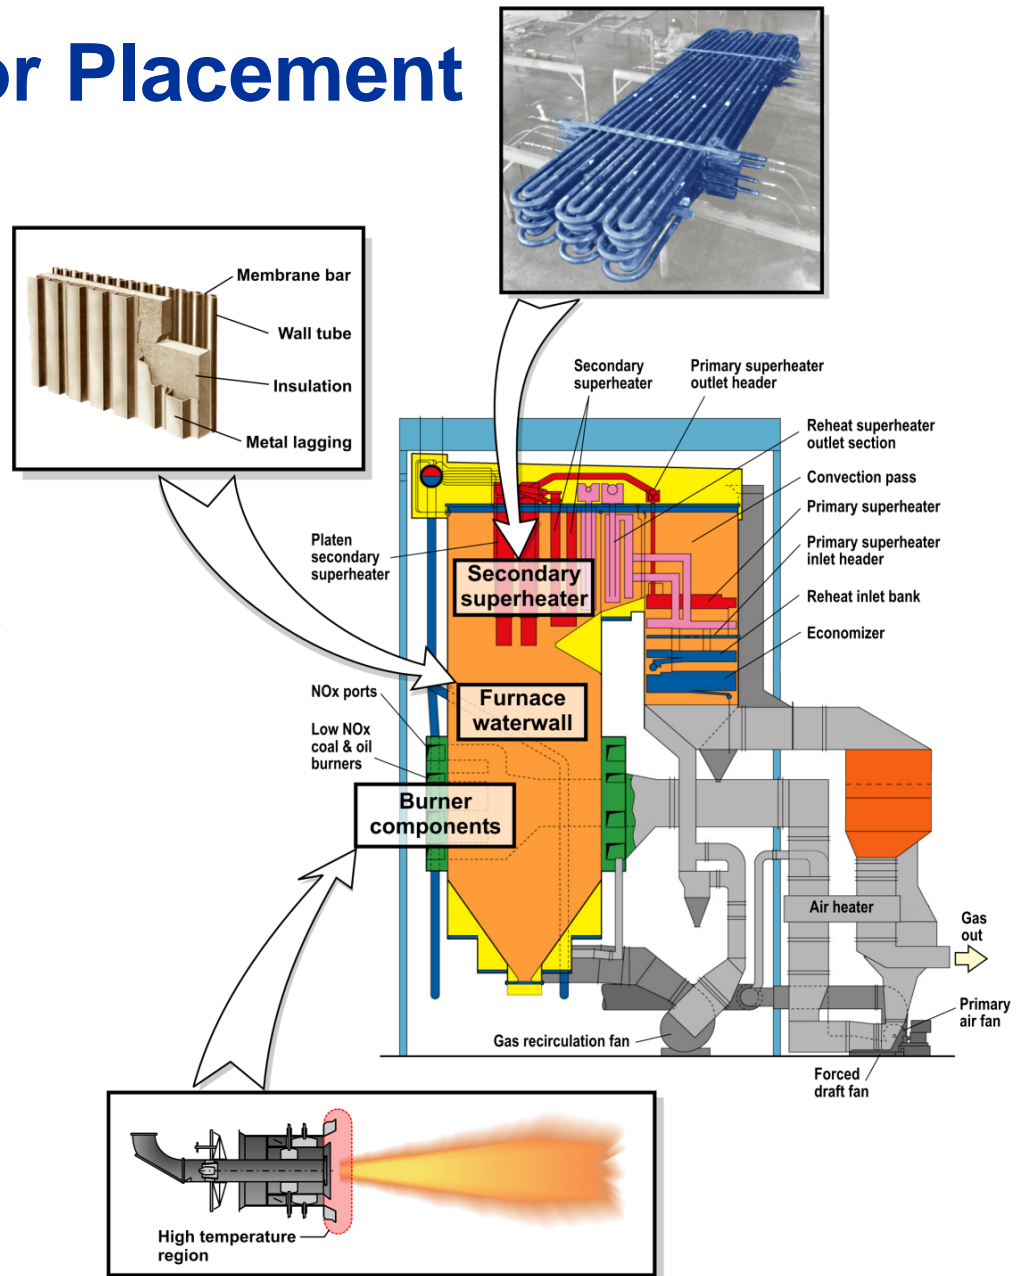 or Placement
Membrane bar
Wall tube
Insulation
Metal lagging
Secondary
superheater
Primary superheater
outlet header
Reheat superheater
outlet section
Convection pass
Primary superheater
Primary superheater
inlet header
Reheat inlet bank
Economizer
Platen
secondary
superheater
Secondary
superheater
NOx ports
Furnace
waterwall
Low NOx
coal & oil
burners
Burner
components
Air heater
Gas
out
Primary
air fan
Gas recirculation fan
Forced
draft fan
High temperature
region